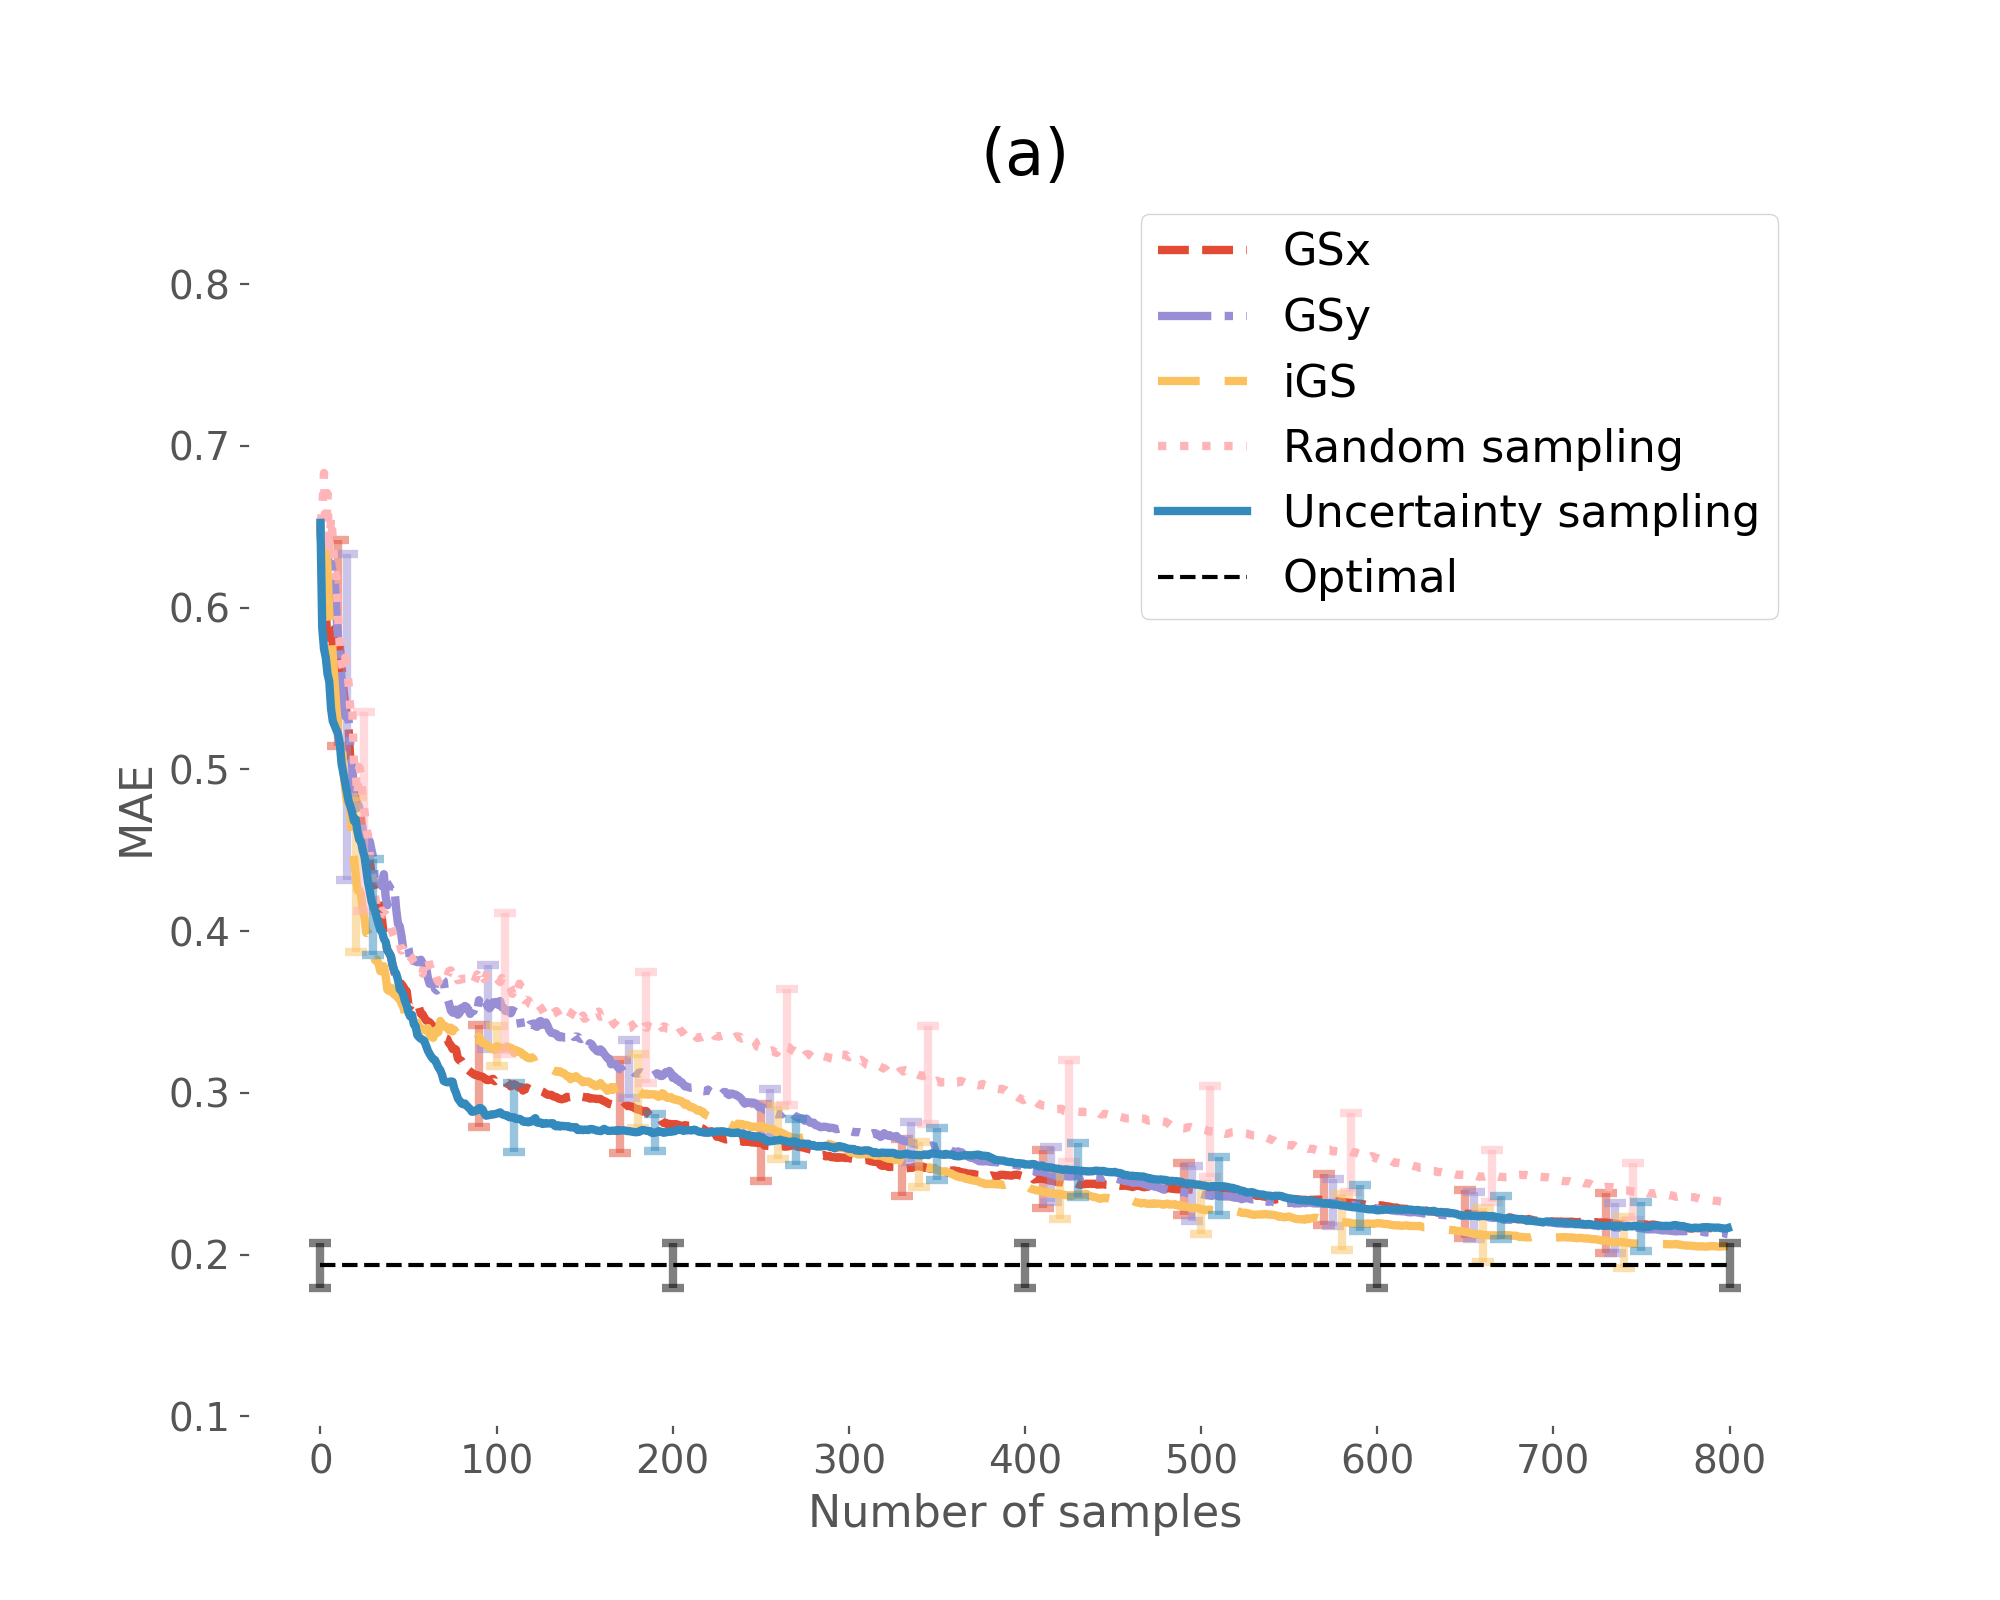 (a)
GSx
GSy
iGS
Random sampling
Uncertainty sampling
Optimal
0.8
0.7
0.6
0.5
0.4
0.3
0.2
0.1
MAE
0 100 200 300 400 500 600 700 800
Number of samples